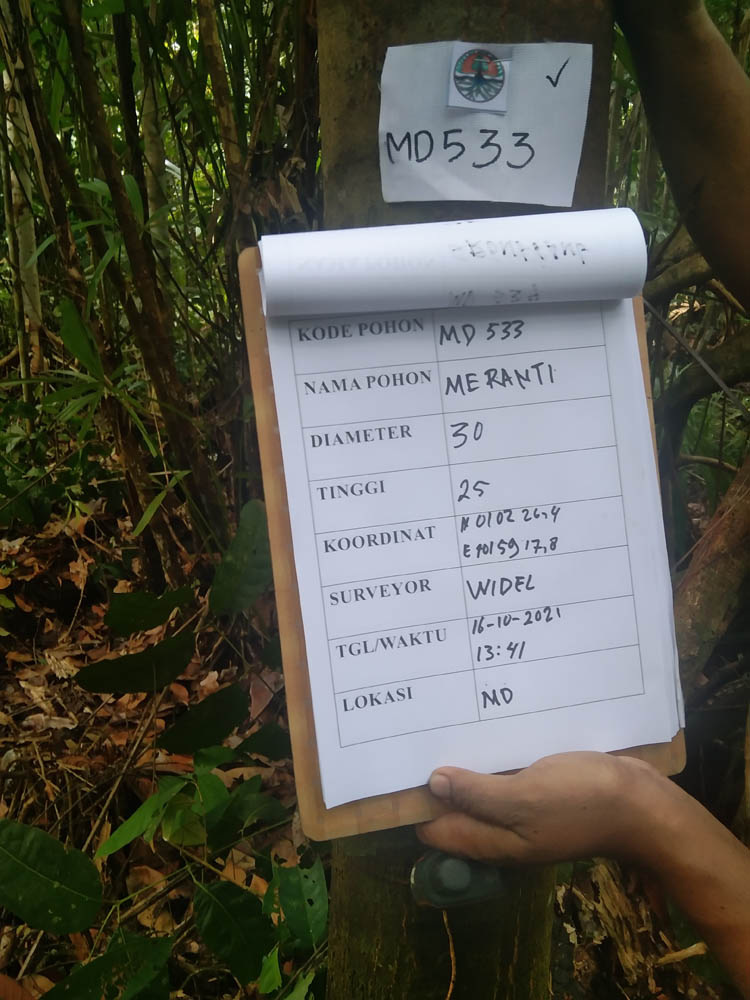 MD533
KODE POHON MD 533
NAMA POHON MERANTI
DIAMETER 30
TINGGI 25
KOORDINAT N 0102 26,4
E 10159 17,8
SURVEYOR WIDEL
TGL/WAKTU 16-10-2021
13:41
LOKASI MD